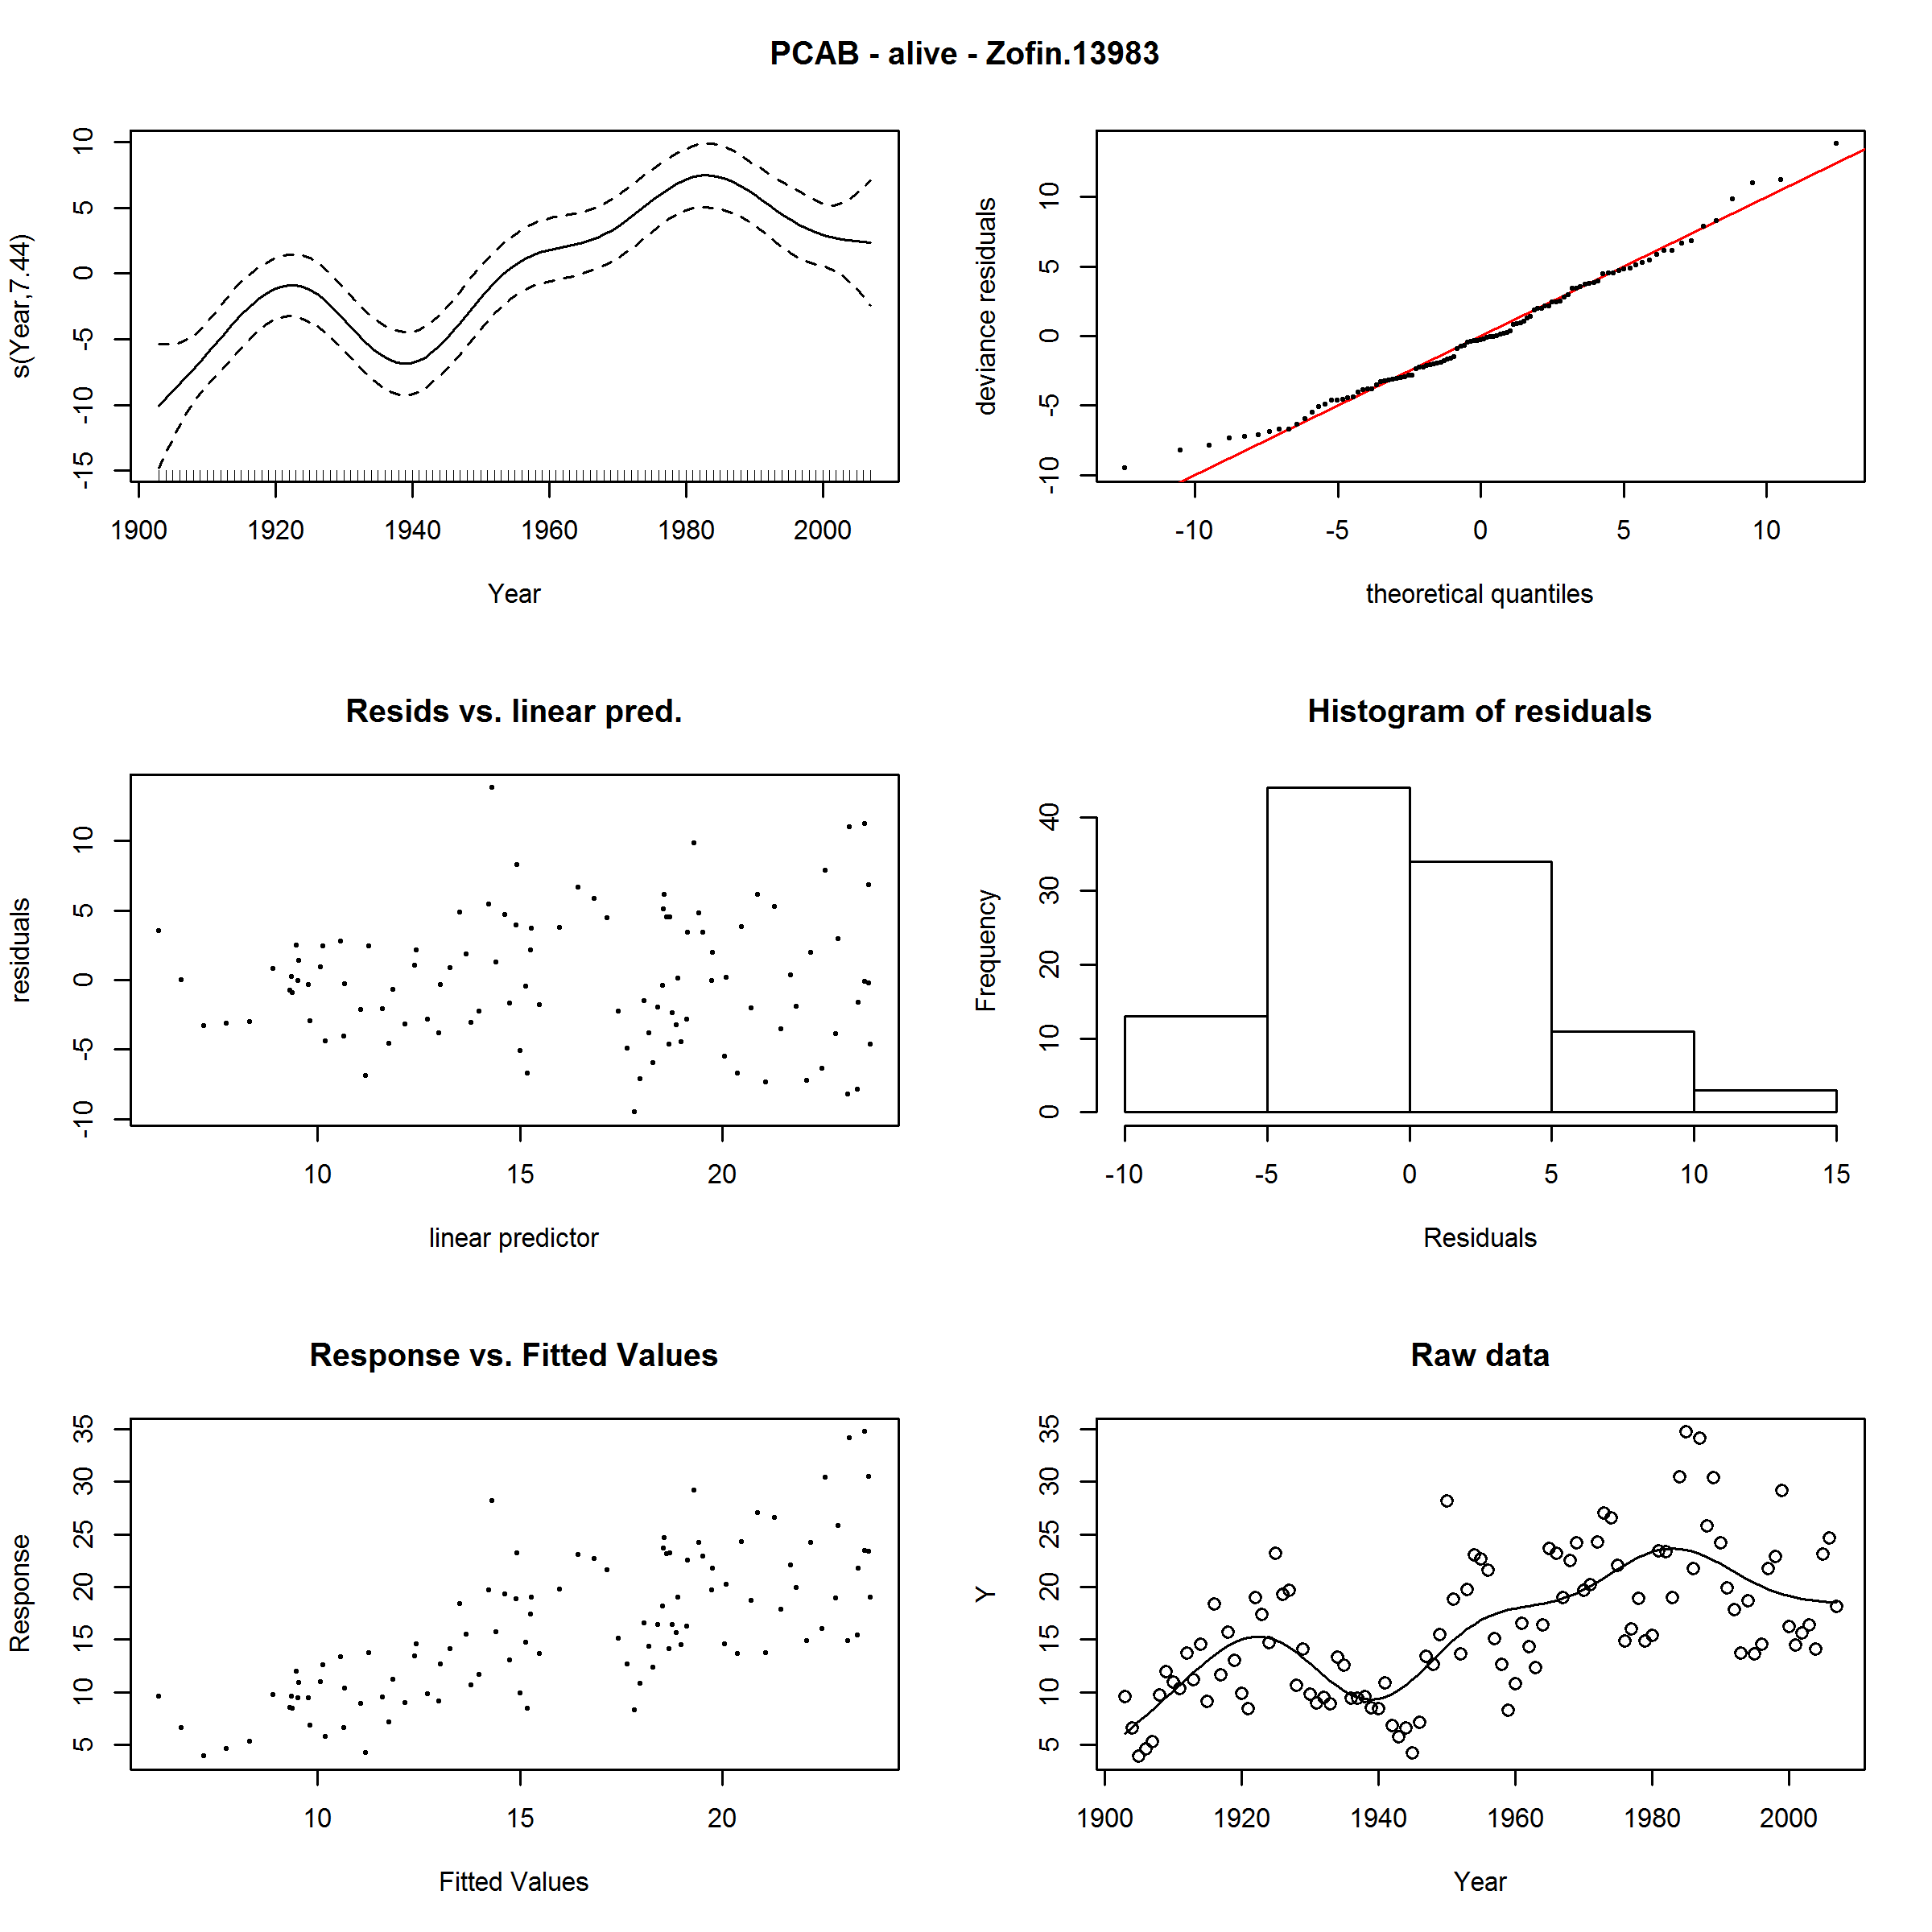 PCAB - alive - Zofin.13983
s(Year,7.44)
-15 -10 -5 0 5 10
1900 1920 1940 1960 1980 2000
Year
deviance residuals
-10 -5 0 5 10
-10 -5 0 5 10
theoretical quantiles
Resids vs. linear pred.
residuals
-10 -5 0 5 10
10 15 20
linear predictor
Histogram of residuals
Frequency
0 10 20 30 40
-10 -5 0 5 10 15
Residuals
Response vs. Fitted Values
Response
5 10 15 20 25 30 35
10 15 20
Fitted Values
Raw data
Y
5 10 15 20 25 30 35
1900 1920 1940 1960 1980 2000
Year